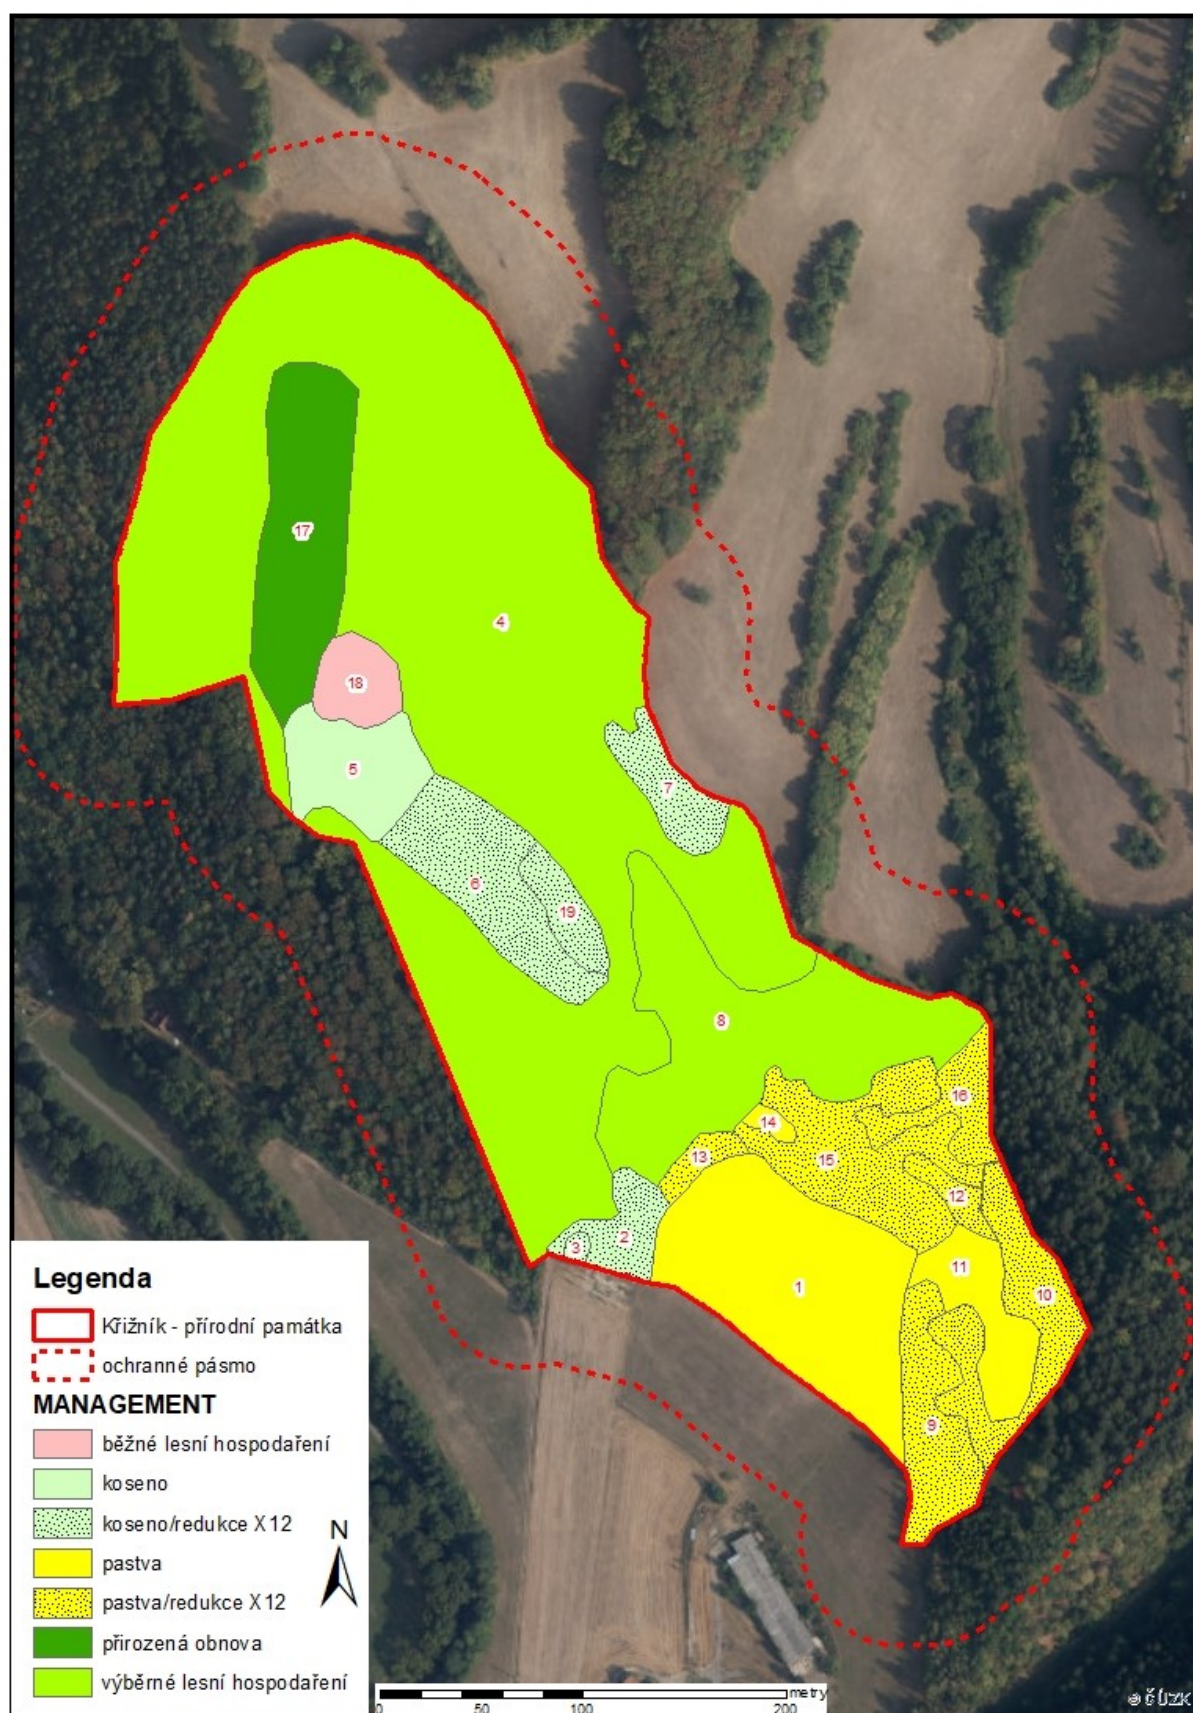 17
4
18
5
7
6
19
8
16
14
13
15
12
2
3
11
1
10
9
Legenda
Křižník - přírodní památka
ochranné pásmo
MANAGEMENT
běžné lesní hospodaření
koseno
koseno/redukce X12
N
pastva
pastva/redukce X12
přirozená obnova
výběrné lesní hospodaření
metry
0 50 100 200
© ČÚZK